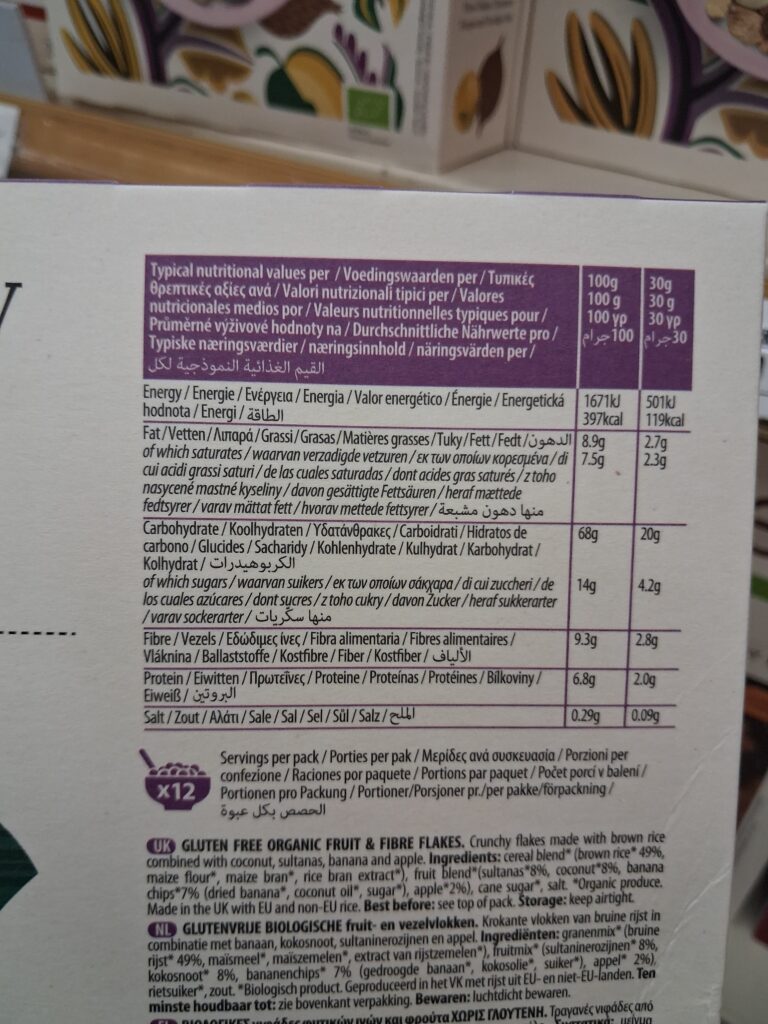 Typical nutritional values per / Voedingswaarden per / Τυπικές
θρεπτικές αξίες ανά / Valori nutrizionali tipici per / Valores
nutricionales medios por / Valeurs nutritionnelles typiques pour /
Průměrné výživové hodnoty na / Durchschnittliche Nährwerte pro /
Typiske næringsværdier / næringsinnhold / näringsvärden per /
القيم الغذائية النموذجية لكل
100g 30g
100 g 30 g
100 γρ 30 γρ
100جرام 30جرام
Energy / Energie / Ενέργεια / Energia / Valor energético / Énergie / Energetická 1671kJ 501kJ
hodnota / Energi / الطاقة 397kcal 119kcal
Fat / Vetten / Λιπαρά / Grassi / Grasas / Matières grasses / Tuky / Fett / Fedt / الدهون 8.9g 2.7g
of which saturates / waarvan verzadigde vetzuren / εκ των οποίων κορεσμένα / di 7.5g 2.3g
cui acidi grassi saturi / de las cuales saturadas / dont acides gras saturés / z toho
nasycené mastné kyseliny / davon gesättigte Fettsäuren / heraf mættede
fedtsyrer / varav mättat fett / hvorav mettede fettsyrer / منها دهون مشبعة
Carbohydrate / Koolhydraten / Υδατάνθρακες / Carboidrati / Hidratos de 68g 20g
carbono / Glucides / Sacharidy / Kohlenhydrate / Kulhydrat / Karbohydrat /
Kolhydrat / الكربوهيدرات
of which sugars / waarvan suikers / εκ των οποίων σάκχαρα / di cui zuccheri / de 14g 4.2g
los cuales azúcares / dont sucres / z toho cukry / davon Zucker / heraf sukkerarter
/ varav sockerarter / منها سكّريات
Fibre / Vezels / Εδώδιμες ίνες / Fibra alimentaria / Fibres alimentaires / 9.3g 2.8g
Vláknina / Ballaststoffe / Kostfibre / Fiber / Kostfiber / الألياف
Protein / Eiwitten / Πρωτεΐνες / Proteine / Proteínas / Protéines / Bílkoviny / 6.8g 2.0g
Eiweiß / البروتين
Salt / Zout / Αλάτι / Sale / Sal / Sel / Sůl / Salz / الملح 0.29g 0.09g
x12
Servings per pack / Porties per pak / Μερίδες ανά συσκευασία / Porzioni per
confezione / Raciones por paquete / Portions par paquet / Počet porcí v balení /
Portionen pro Packung / Portioner/Porsjoner pr./per pakke/förpackning /
الحصص بكل عبوة
UK GLUTEN FREE ORGANIC FRUIT & FIBRE FLAKES. Crunchy flakes made with brown rice
combined with coconut, sultanas, banana and apple. Ingredients: cereal blend* (brown rice* 49%,
maize flour*, maize bran*, rice bran extract*), fruit blend*(sultanas*8%, coconut*8%, banana
chips*7% (dried banana*, coconut oil*, sugar*), apple*2%), cane sugar*, salt. *Organic produce.
Made in the UK with EU and non-EU rice. Best before: see top of pack. Storage: keep airtight.
NL GLUTENVRIJE BIOLOGISCHE fruit- en vezelvlokken. Krokante vlokken van bruine rijst in
combinatie met banaan, kokosnoot, sultaninerozijnen en appel. Ingrediënten: granenmix* (bruine
rijst* 49%, maïsmeel*, maïszemelen*, extract van rijstzemelen*), fruitmix* (sultaninerozijnen* 8%,
kokosnoot* 8%, bananenchips* 7% (gedroogde banaan*, kokosolie*, suiker*), appel* 2%),
rietsuiker*, zout. *Biologisch product. Geproduceerd in het VK met rijst uit EU- en niet-EU-landen. Ten
minste houdbaar tot: zie bovenkant verpakking. Bewaren: luchtdicht bewaren.
ΒΙΟΛΟΓΙΚΕΣ νιφάδες φυτικών ινών και φρούτα ΧΩΡΙΣ ΓΛΟΥΤΕΝΗ. Τραγανές νιφάδες από